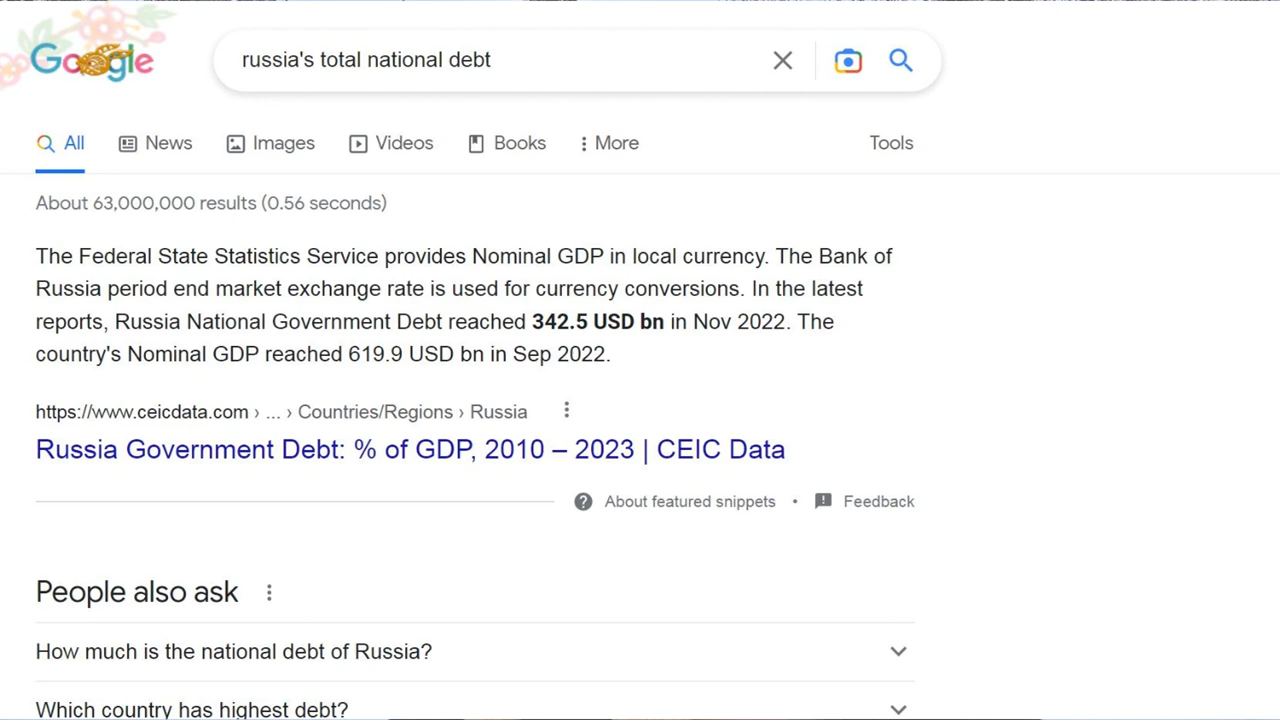 Google
russia's total national debt
All News Images Videos Books More Tools
About 63,000,000 results (0.56 seconds)
The Federal State Statistics Service provides Nominal GDP in local currency. The Bank of
Russia period end market exchange rate is used for currency conversions. In the latest
reports, Russia National Government Debt reached 342.5 USD bn in Nov 2022. The
country's Nominal GDP reached 619.9 USD bn in Sep 2022.
https://www.ceicdata.com › ... › Countries/Regions › Russia
Russia Government Debt: % of GDP, 2010 – 2023 | CEIC Data
About featured snippets • Feedback
People also ask
How much is the national debt of Russia?
Which country has highest debt?